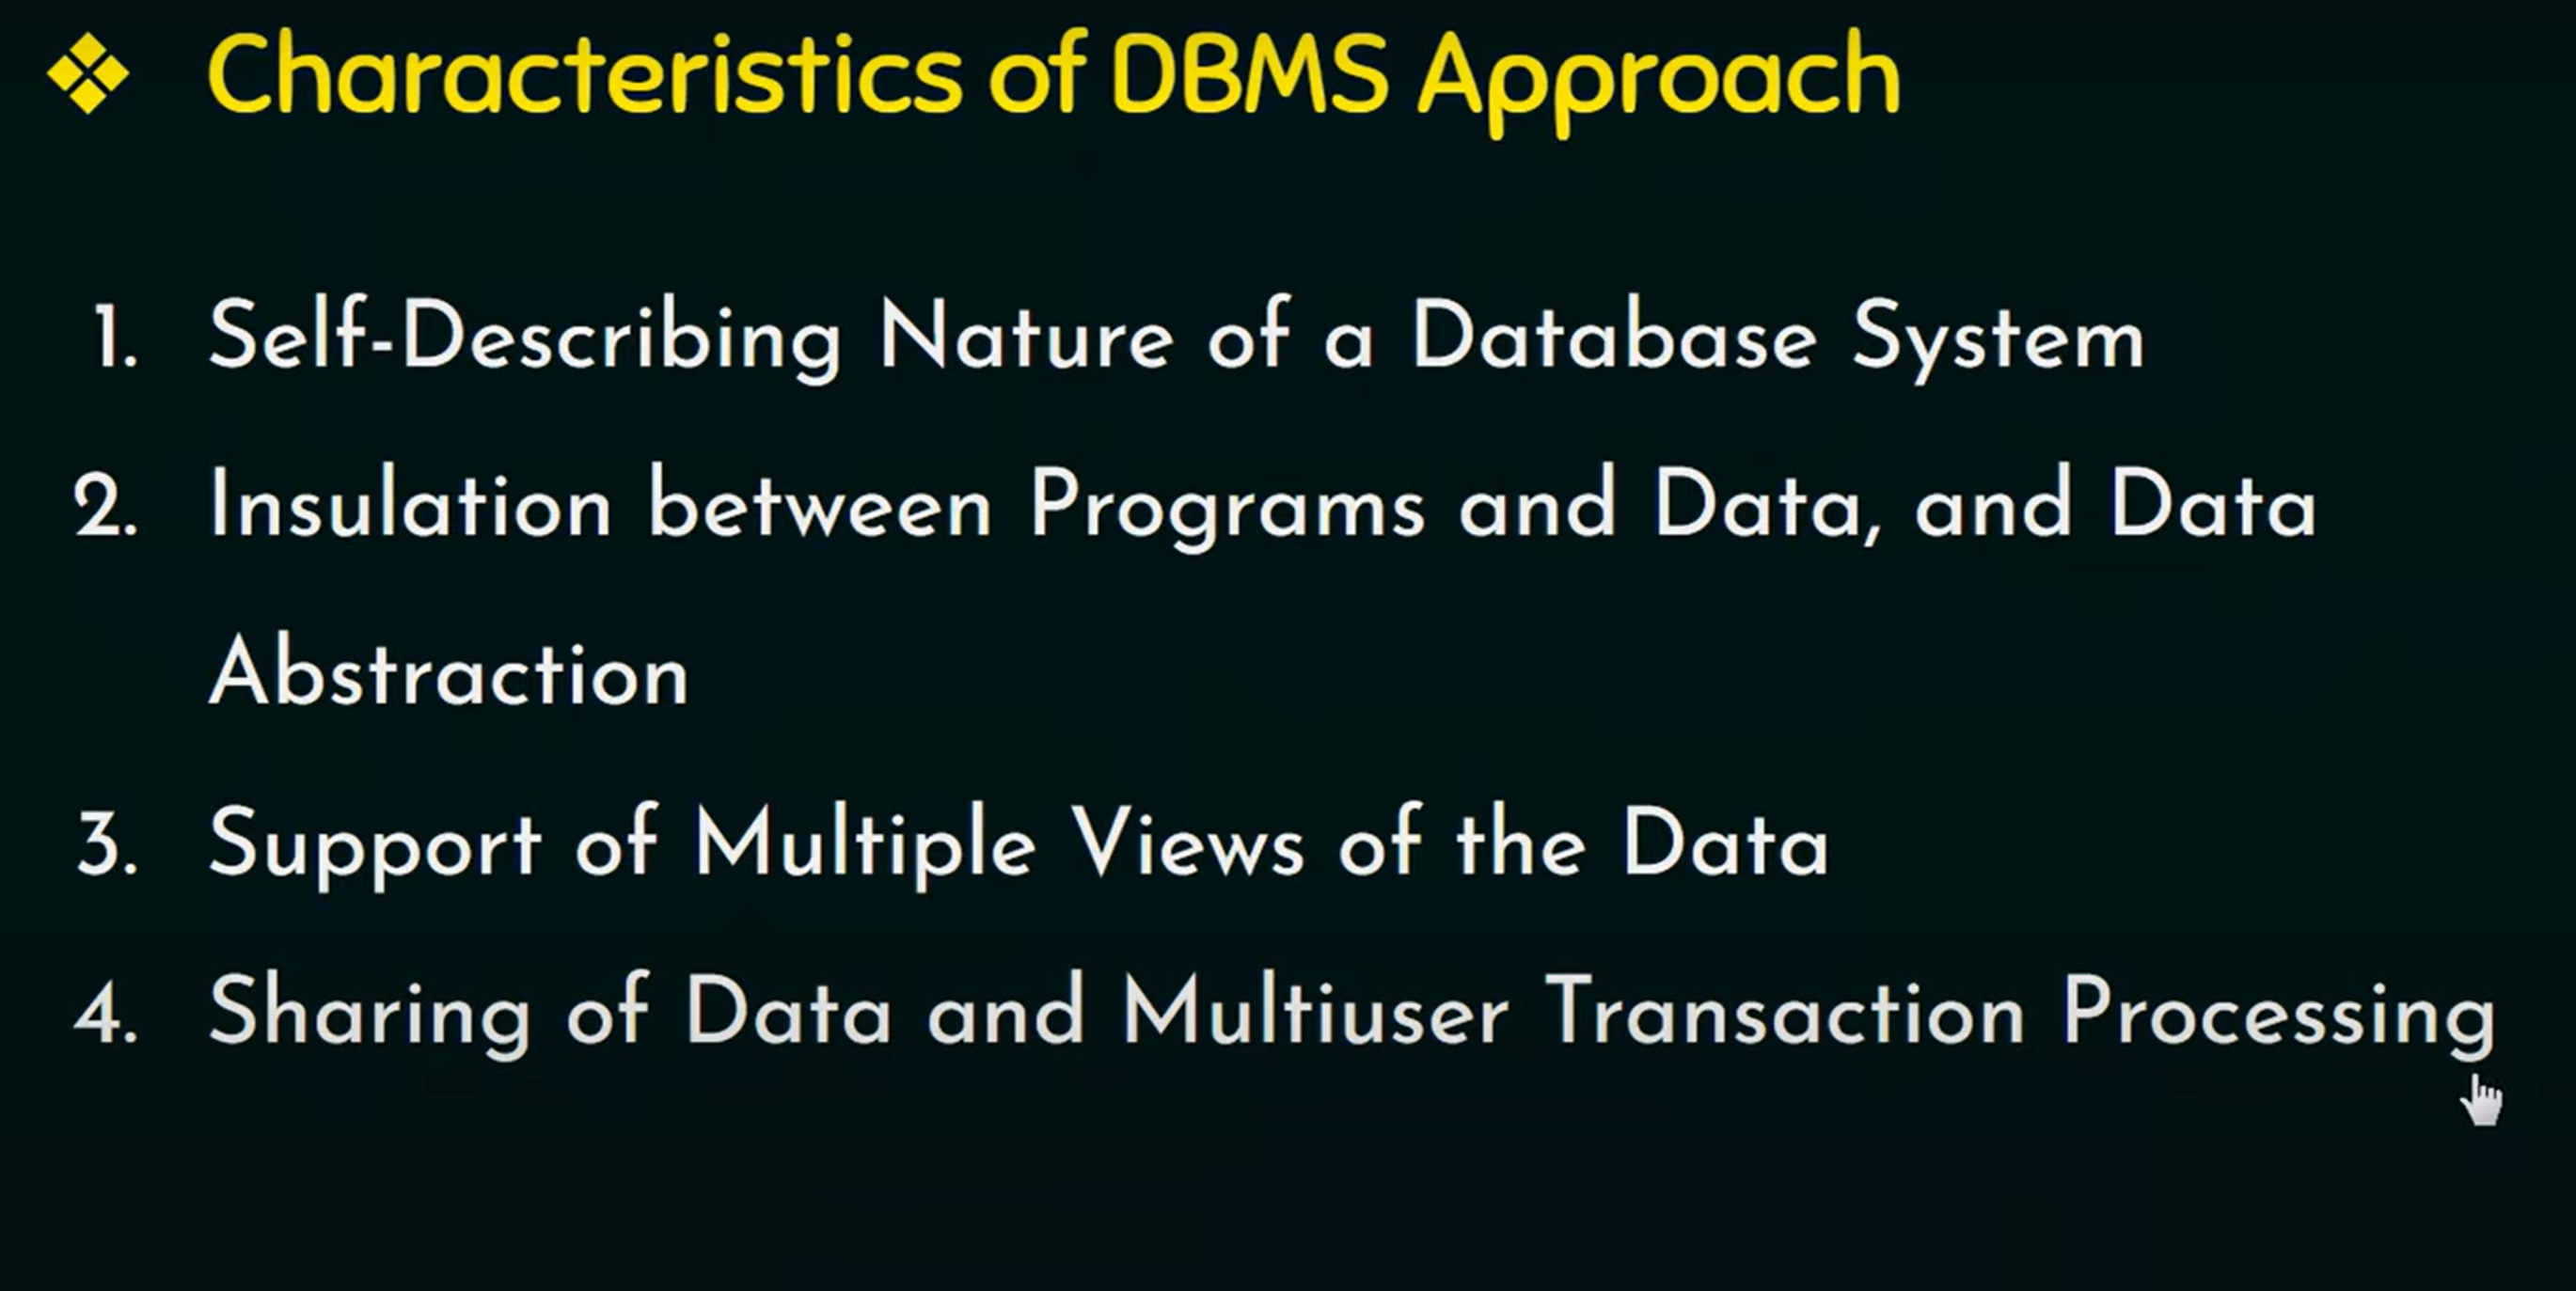 Characteristics of DBMS Approach
1. Self-Describing Nature of a Database System
2. Insulation between Programs and Data, and Data
Abstraction
3. Support of Multiple Views of the Data
4. Sharing of Data and Multiuser Transaction Processing